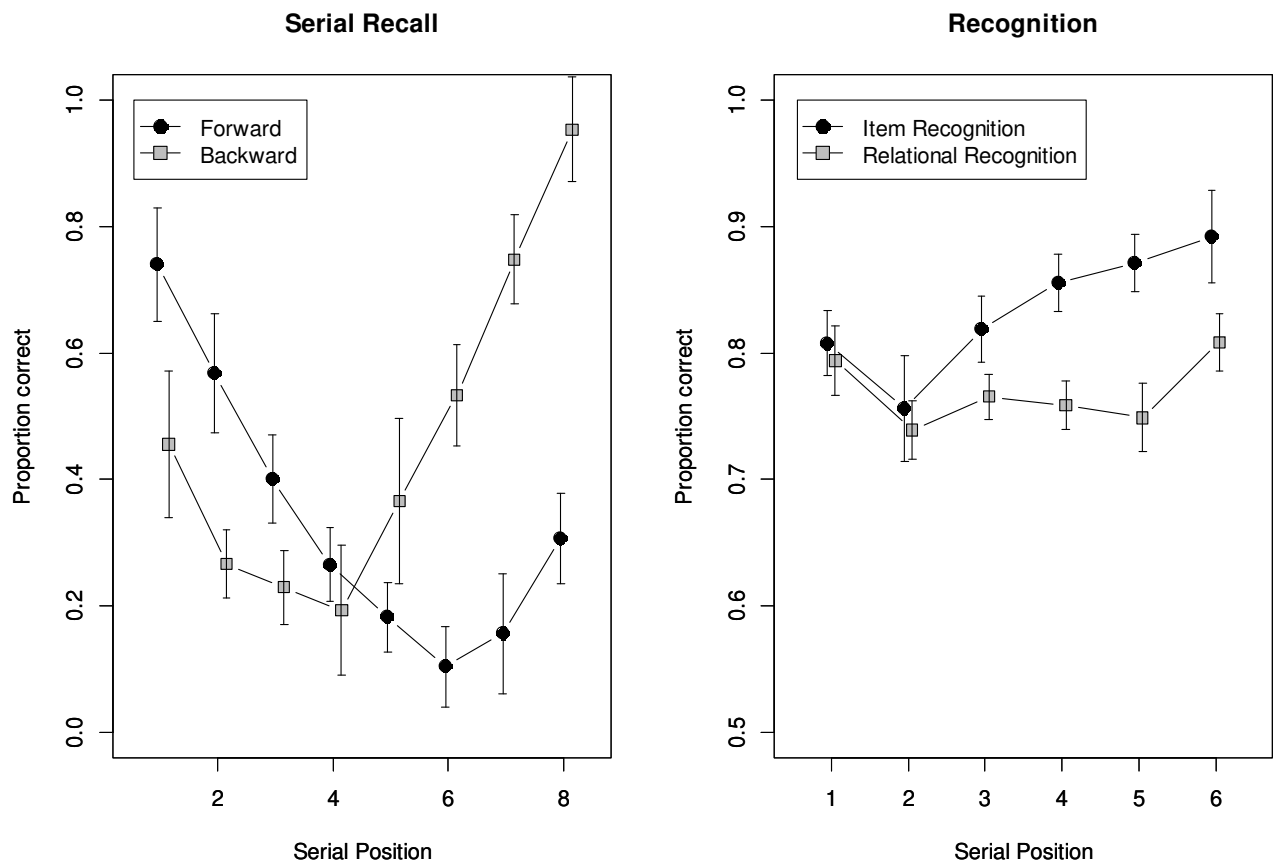 Serial Recall
Forward
Backward
Proportion correct
1.0
0.8
0.6
0.4
0.2
0.0
2 4 6 8
Serial Position
Recognition
Item Recognition
Relational Recognition
Proportion correct
1.0
0.9
0.8
0.7
0.6
0.5
1 2 3 4 5 6
Serial Position